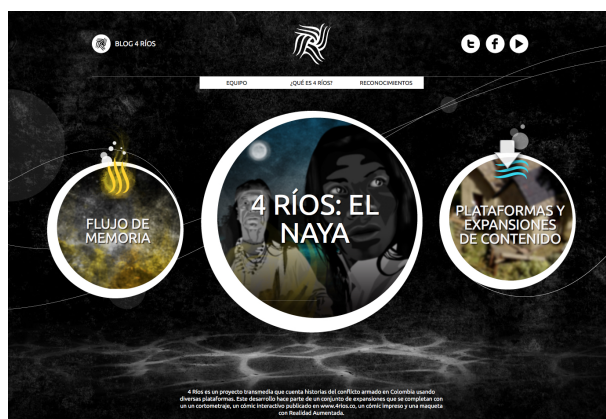 BLOG 4 RÍOS
EQUIPO
¿QUÉ ES 4 RÍOS?
RECONOCIMIENTOS
FLUJO DE
MEMORIA
4 RÍOS: EL
NAYA
PLATAFORMAS Y
EXPANSIONES
DE CONTENIDO
4 Ríos es un proyecto transmedia que cuenta historias del conflicto armado en Colombia usando
diversas plataformas. Este desarrollo hace parte de un conjunto de expansiones que se completan con
un un cortometraje, un cómic interactivo publicado en www.4rios.co, un cómic impreso y una maqueta
con Realidad Aumentada.